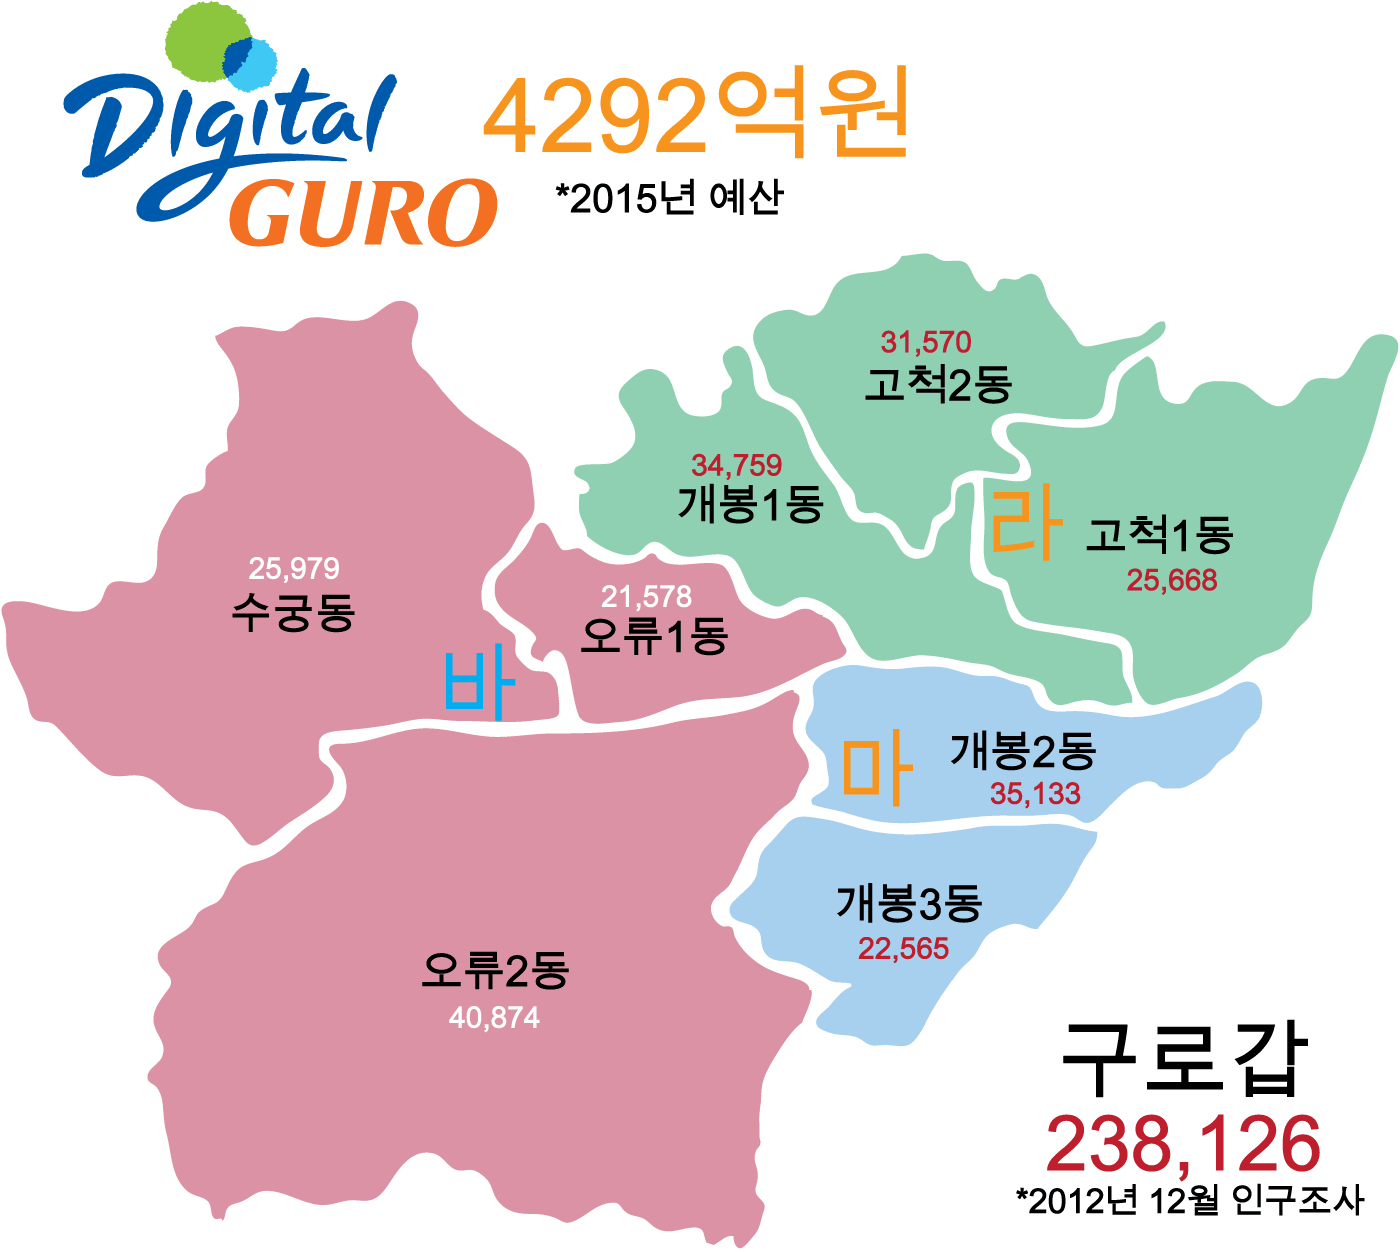 Digital
GURO
4292억원
*2015년 예산
31,570
고척2동
34,759
개봉1동
라
고척1동
25,668
25,979
수궁동
21,578
오류1동
바
마
개봉2동
35,133
개봉3동
22,565
오류2동
40,874
구로갑
238,126
*2012년 12월 인구조사